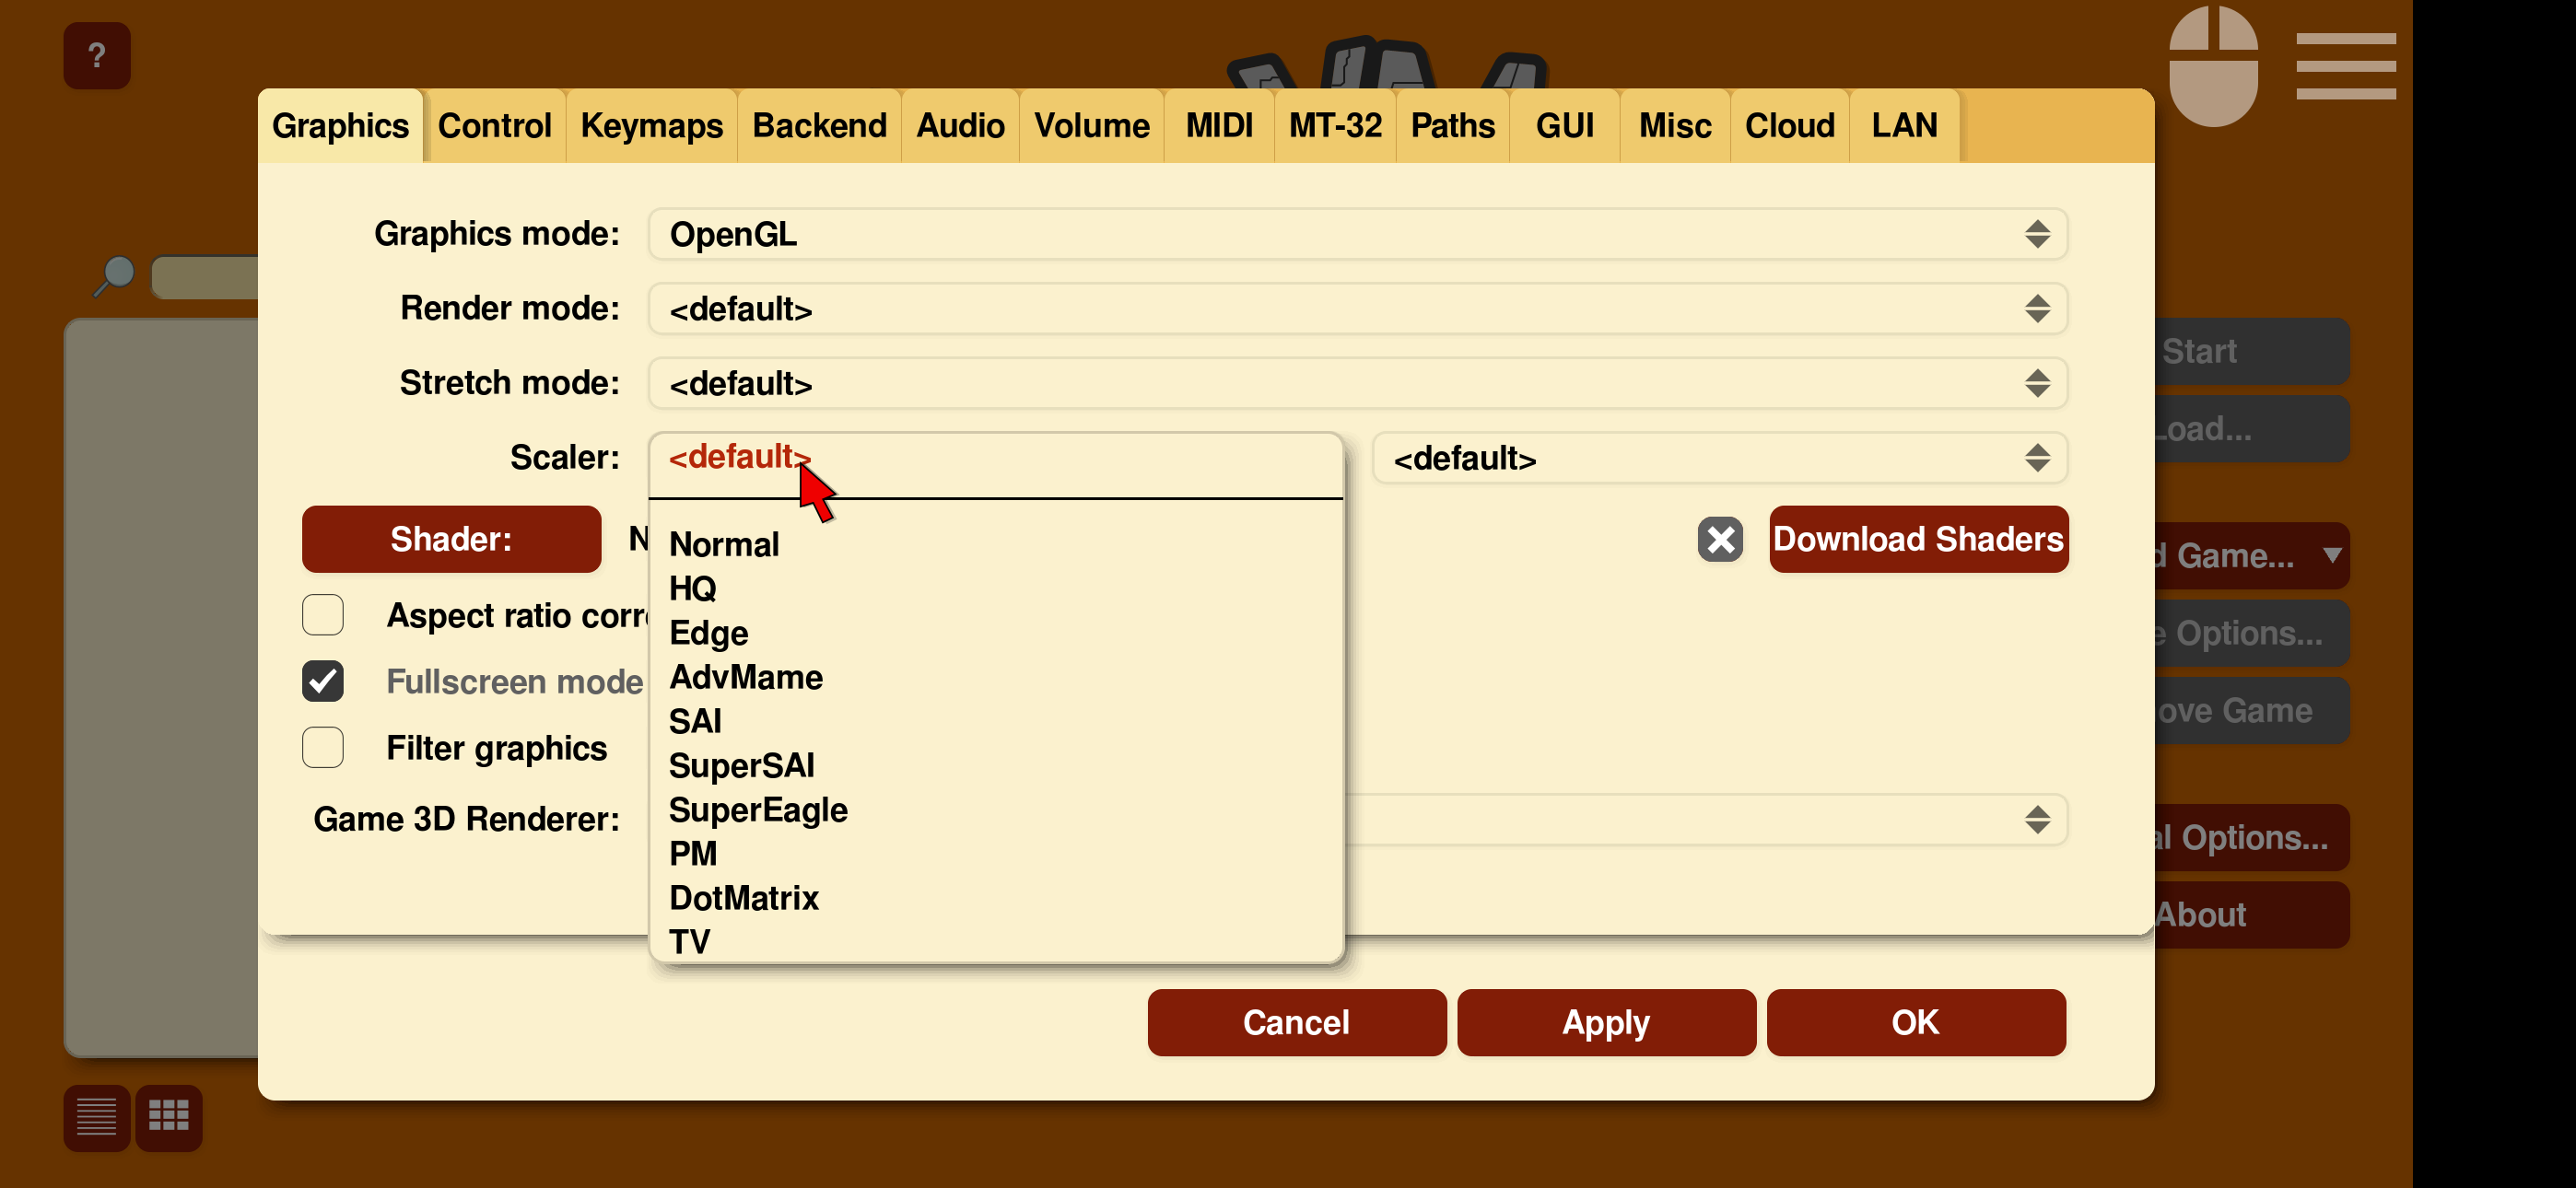 ?
Graphics Control Keymaps Backend Audio Volume MIDI MT-32 Paths GUI Misc Cloud LAN
Graphics mode: OpenGL
Render mode: <default>
Stretch mode: <default>
Scaler: <default> <default>
Normal
HQ
Edge
AdvMame
SAI
SuperSAI
SuperEagle
PM
DotMatrix
TV
Shader: Download Shaders
Aspect ratio
Fullscreen mode
Filter graphics
Game 3D Renderer:
Cancel Apply OK
Start
Load...
Game...
Options...
Game
Options...
About